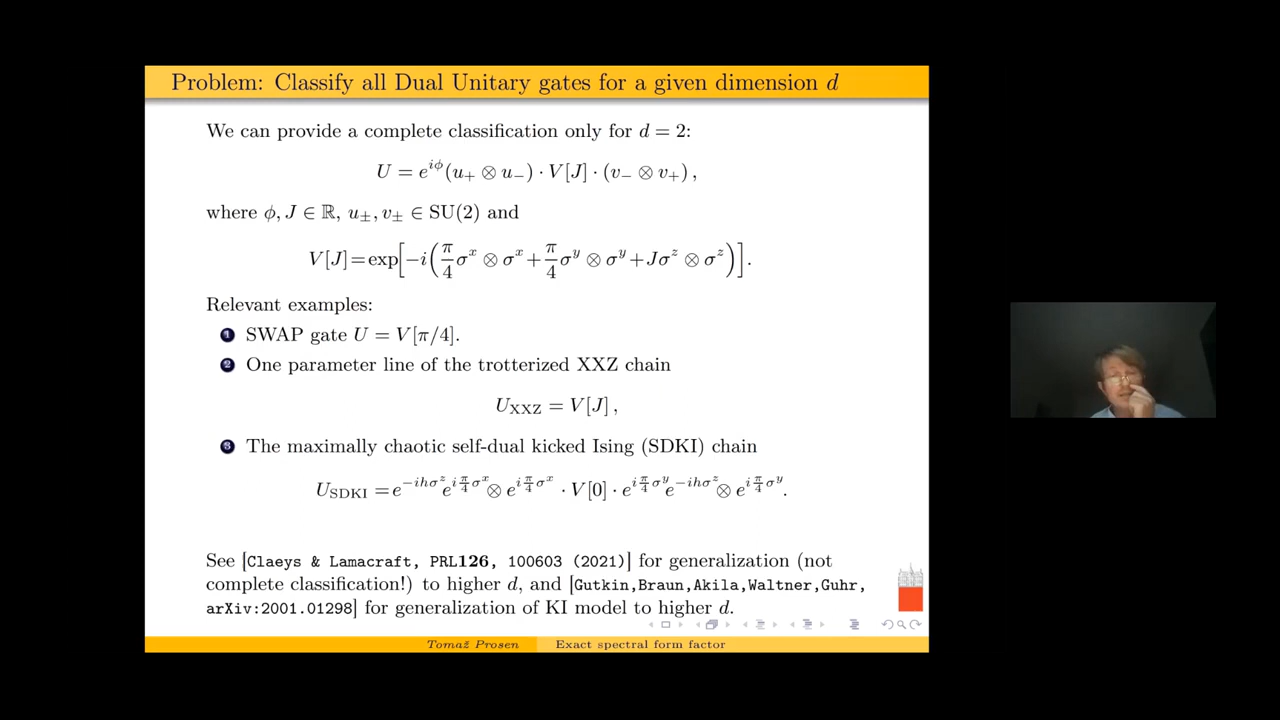 Problem: Classify all Dual Unitary gates for a given dimension d
We can provide a complete classification only for d = 2:
U = e^{iϕ}(u₊ ⊗ u₋) · V[J] · (v₋ ⊗ v₊) ,
where ϕ, J ∈ ℝ, u±, v± ∈ SU(2) and
V[J] = exp[−i(π/4 σ^x ⊗ σ^x + π/4 σ^y ⊗ σ^y + Jσ^z ⊗ σ^z)].
Relevant examples:
1 SWAP gate U = V[π/4].
2 One parameter line of the trotterized XXZ chain
U_XXZ = V[J] ,
3 The maximally chaotic self-dual kicked Ising (SDKI) chain
U_SDKI = e^{−ihσ^z} e^{i π/4 σ^x} ⊗ e^{i π/4 σ^x} · V[0] · e^{i π/4 σ^y} e^{−ihσ^z} ⊗ e^{i π/4 σ^y}.
See [Claeys & Lamacraft, PRL126, 100603 (2021)] for generalization (not
complete classification!) to higher d, and [Gutkin,Braun,Akila,Waltner,Guhr,
arXiv:2001.01298] for generalization of KI model to higher d.
Tomaž Prosen Exact spectral form factor